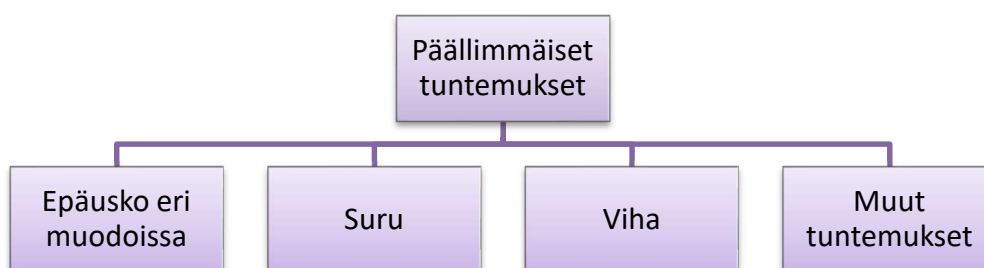 Päällimmäiset
tuntemukset
Epäusko eri
muodoissa
Suru
Viha
Muut
tuntemukset